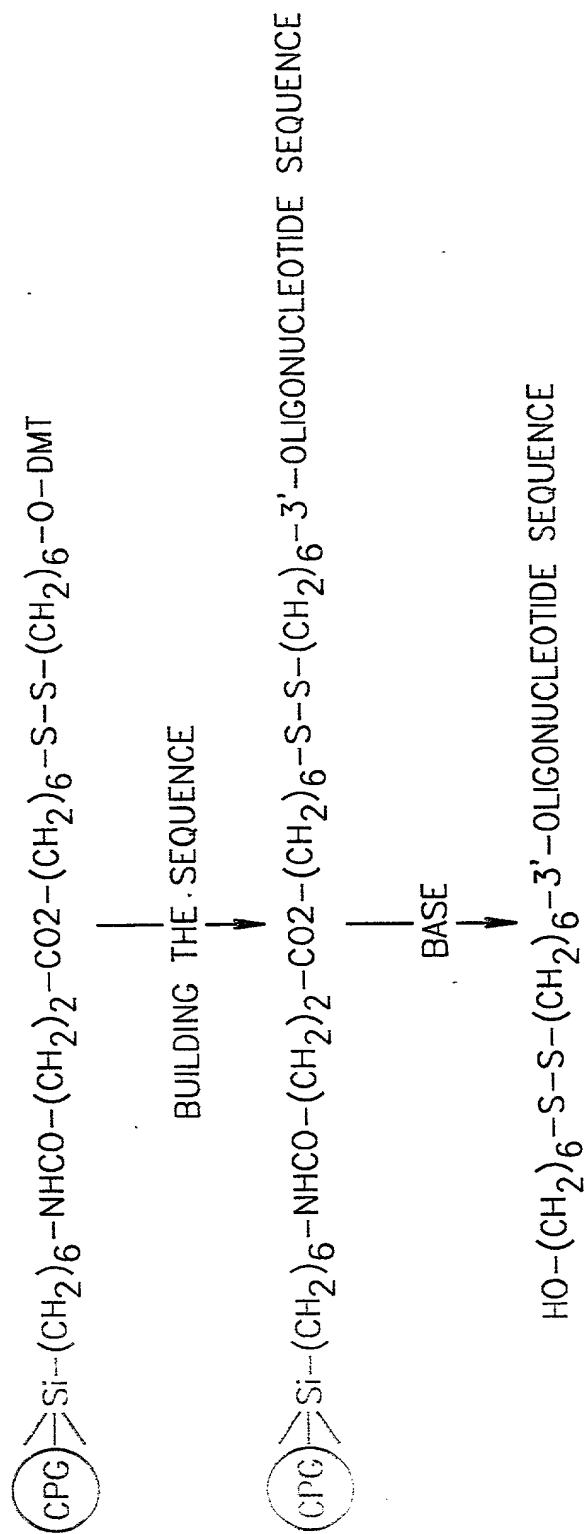 CPG Si-(CH2)6-NHCO-(CH2)2-CO2-(CH2)6-S-S-(CH2)6-O-DMT
BUILDING THE SEQUENCE
CPG Si-(CH2)6-NHCO-(CH2)2-CO2-(CH2)6-S-S-(CH2)6-3'-OLIGONUCLEOTIDE SEQUENCE
BASE
HO-(CH2)6-S-S-(CH2)6-3'-OLIGONUCLEOTIDE SEQUENCE